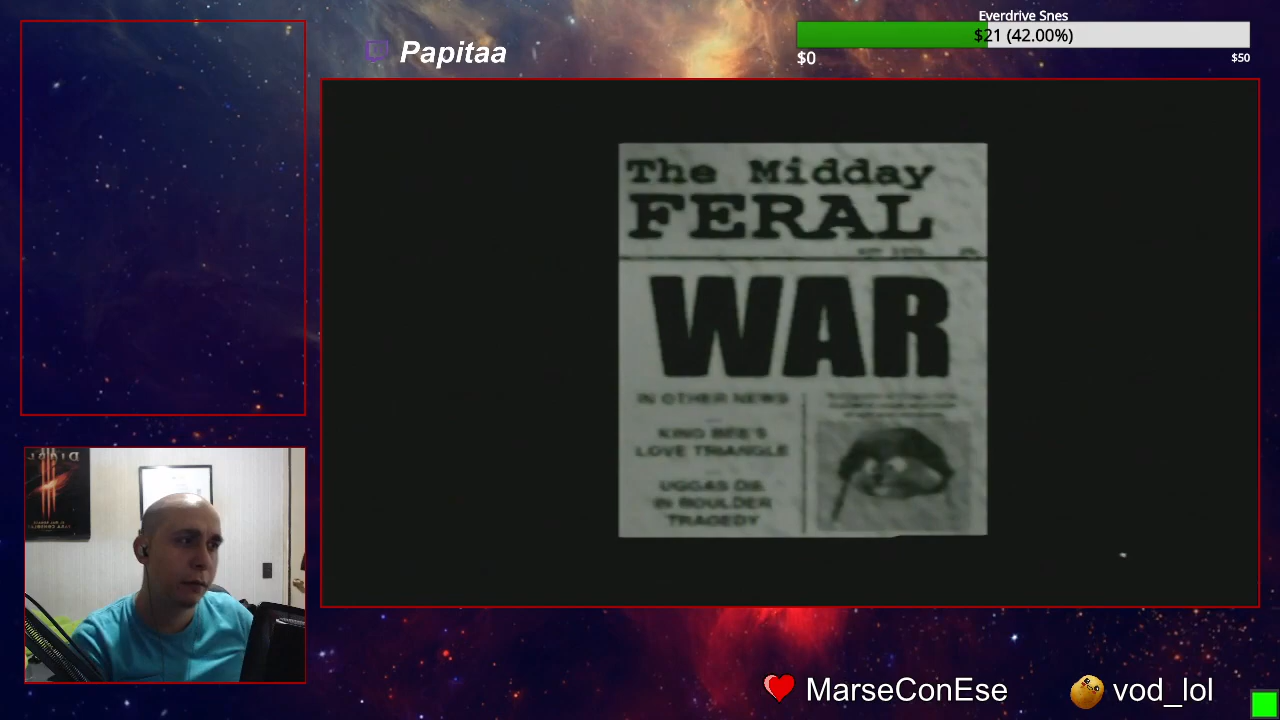 Papitaa
Everdrive Snes
$21 (42.00%)
$0
$50
The Midday
FERAL
WAR
IN OTHER NEWS
KING BEE'S
LOVE TRIANGLE
UGGAS DIE
IN BOULDER
TRAGEDY
MarseConEse
vod_lol